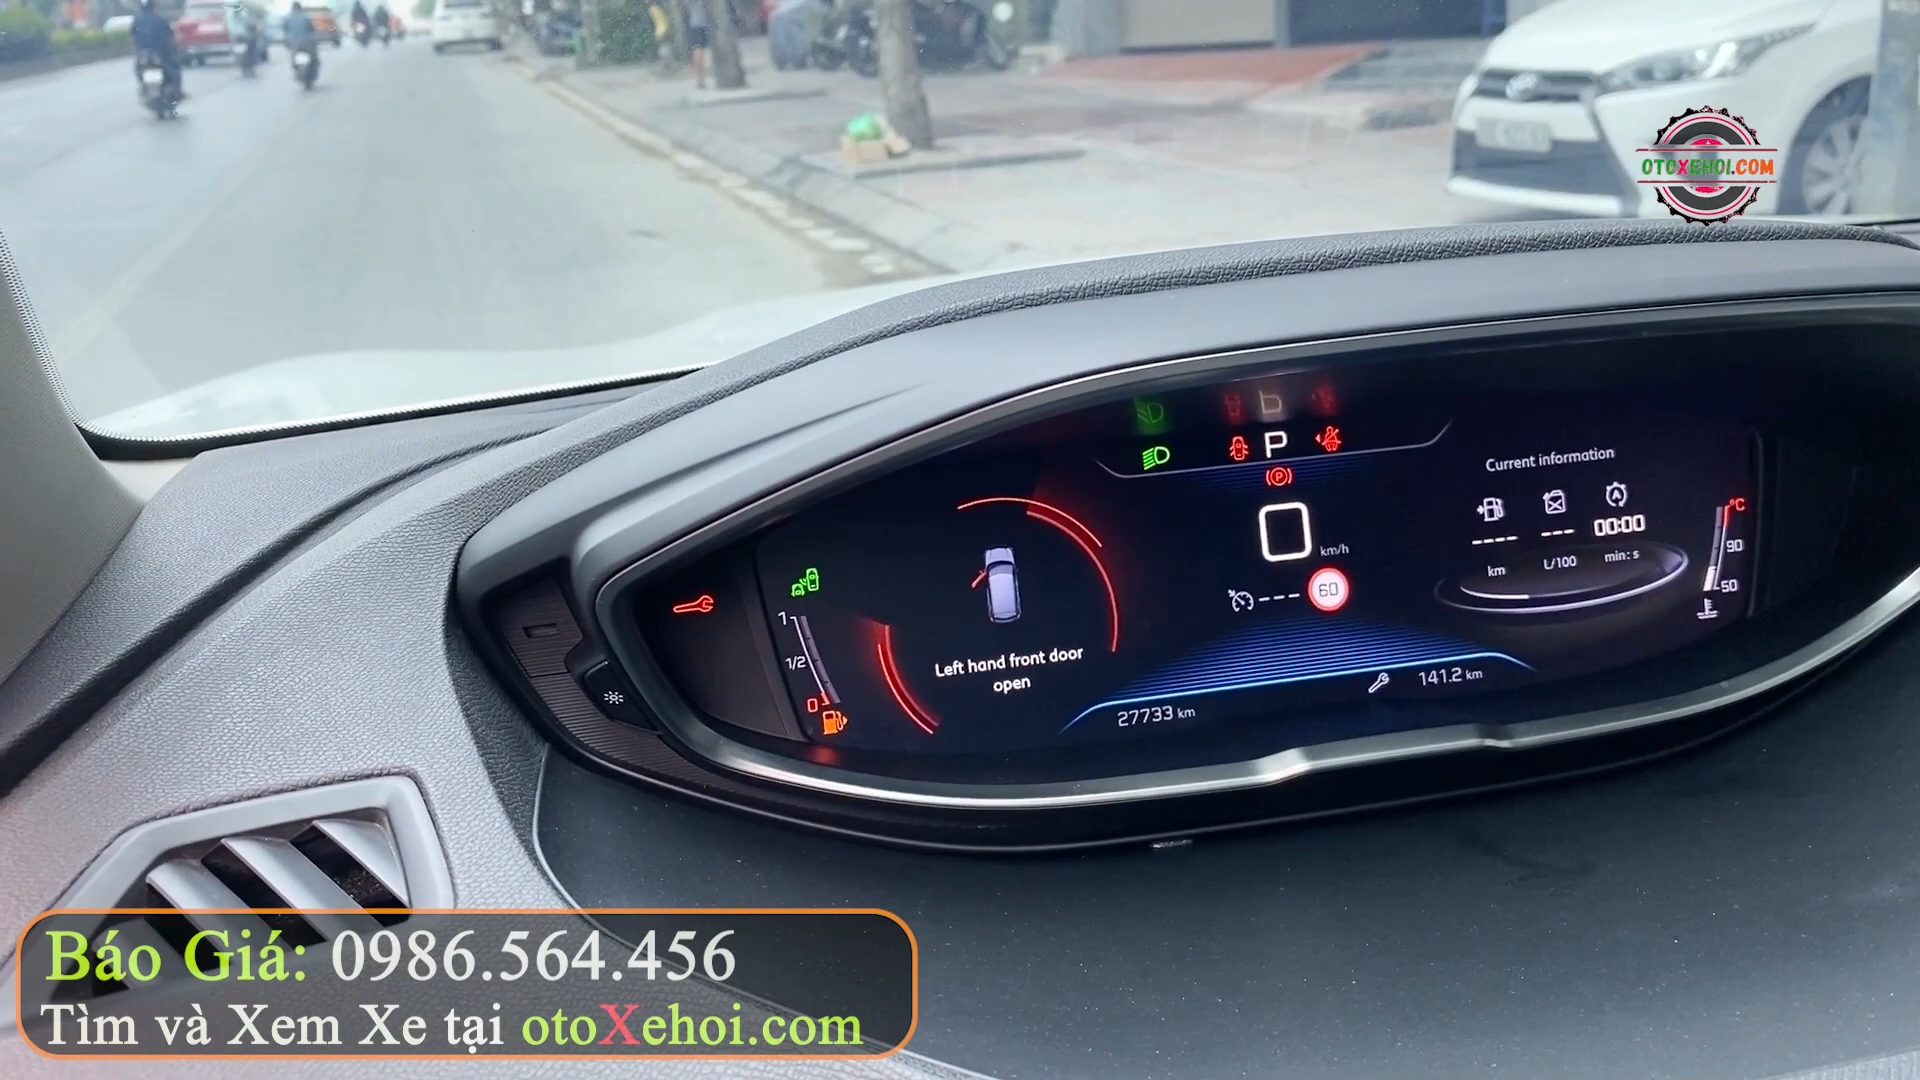 OTOXEHOI.COM
P
(P)
Current information
0
km/h
00:00
km
L/100
min: s
°C
90
50
60
1
1/2
0
Left hand front door
open
27733 km
141.2 km
Báo Giá: 0986.564.456
Tìm và Xem Xe tại otoXehoi.com